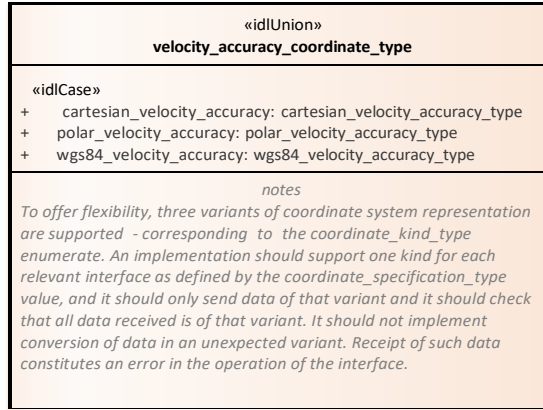 «idlUnion»
velocity_accuracy_coordinate_type
«idlCase»
+ cartesian_velocity_accuracy: cartesian_velocity_accuracy_type
+ polar_velocity_accuracy: polar_velocity_accuracy_type
+ wgs84_velocity_accuracy: wgs84_velocity_accuracy_type
notes
To offer flexibility, three variants of coordinate system representation
are supported - corresponding to the coordinate_kind_type
enumerate. An implementation should support one kind for each
relevant interface as defined by the coordinate_specification_type
value, and it should only send data of that variant and it should check
that all data received is of that variant. It should not implement
conversion of data in an unexpected variant. Receipt of such data
constitutes an error in the operation of the interface.